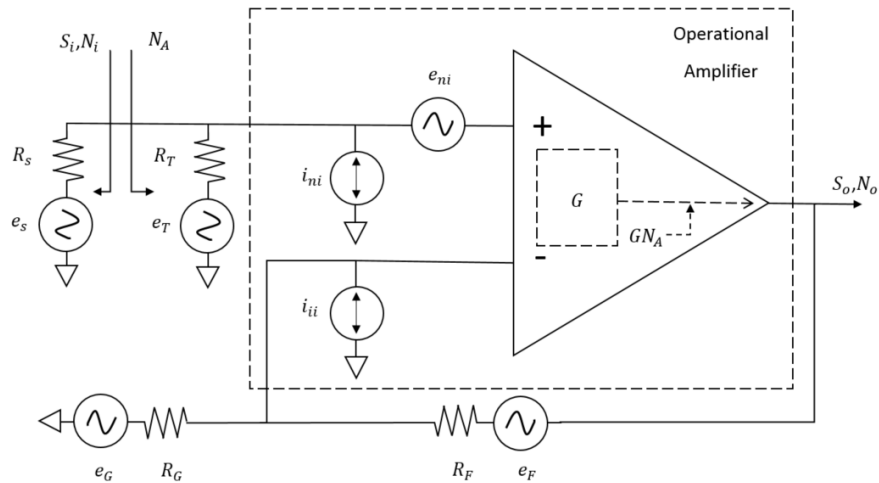 Operational
Amplifier
S_i,N_i
N_A
e_ni
R_s
R_T
+
i_ni
G
S_o,N_o
e_s
e_T
GN_A
-
i_ii
e_G
R_G
R_F
e_F